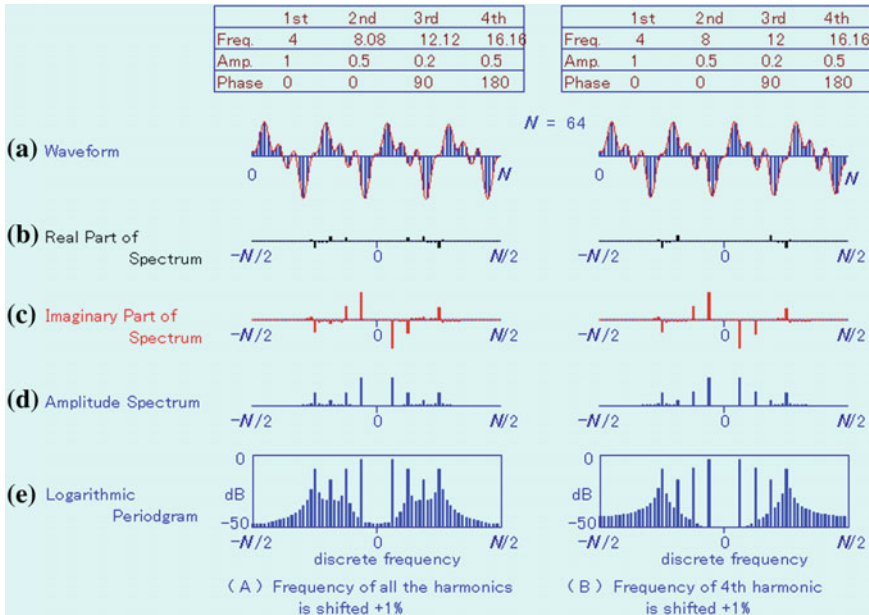 1st 2nd 3rd 4th
Freq. 4 8.08 12.12 16.16
Amp. 1 0.5 0.2 0.5
Phase 0 0 90 180
1st 2nd 3rd 4th
Freq. 4 8 12 16.16
Amp. 1 0.5 0.2 0.5
Phase 0 0 90 180
N = 64
(a) Waveform
0 N
0 N
(b) Real Part of
Spectrum
-N/2 0 N/2
-N/2 0 N/2
(c) Imaginary Part of
Spectrum
-N/2 0 N/2
-N/2 0 N/2
(d) Amplitude Spectrum
-N/2 0 N/2
-N/2 0 N/2
(e) Logarithmic
Periodgram
0
dB
-50
-N/2 0 N/2
discrete frequency
0
dB
-50
-N/2 0 N/2
discrete frequency
(A) Frequency of all the harmonics
is shifted +1%
(B) Frequency of 4th harmonic
is shifted +1%